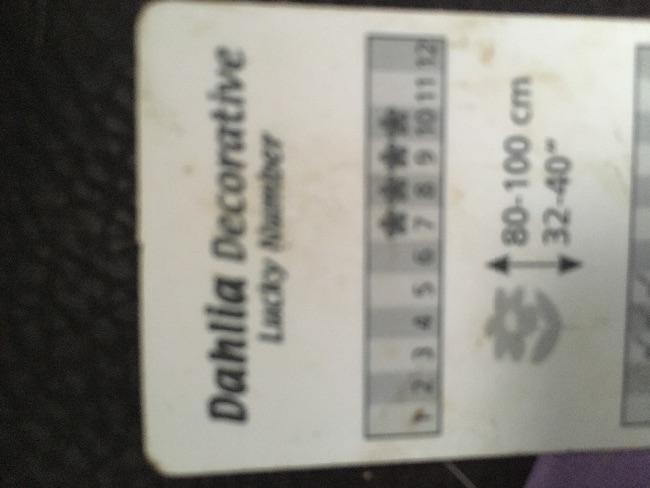 Dahlia Decorative
Lucky Number
1 2 3 4 5 6 7 8 9 10 11 12
80-100 cm
32-40"